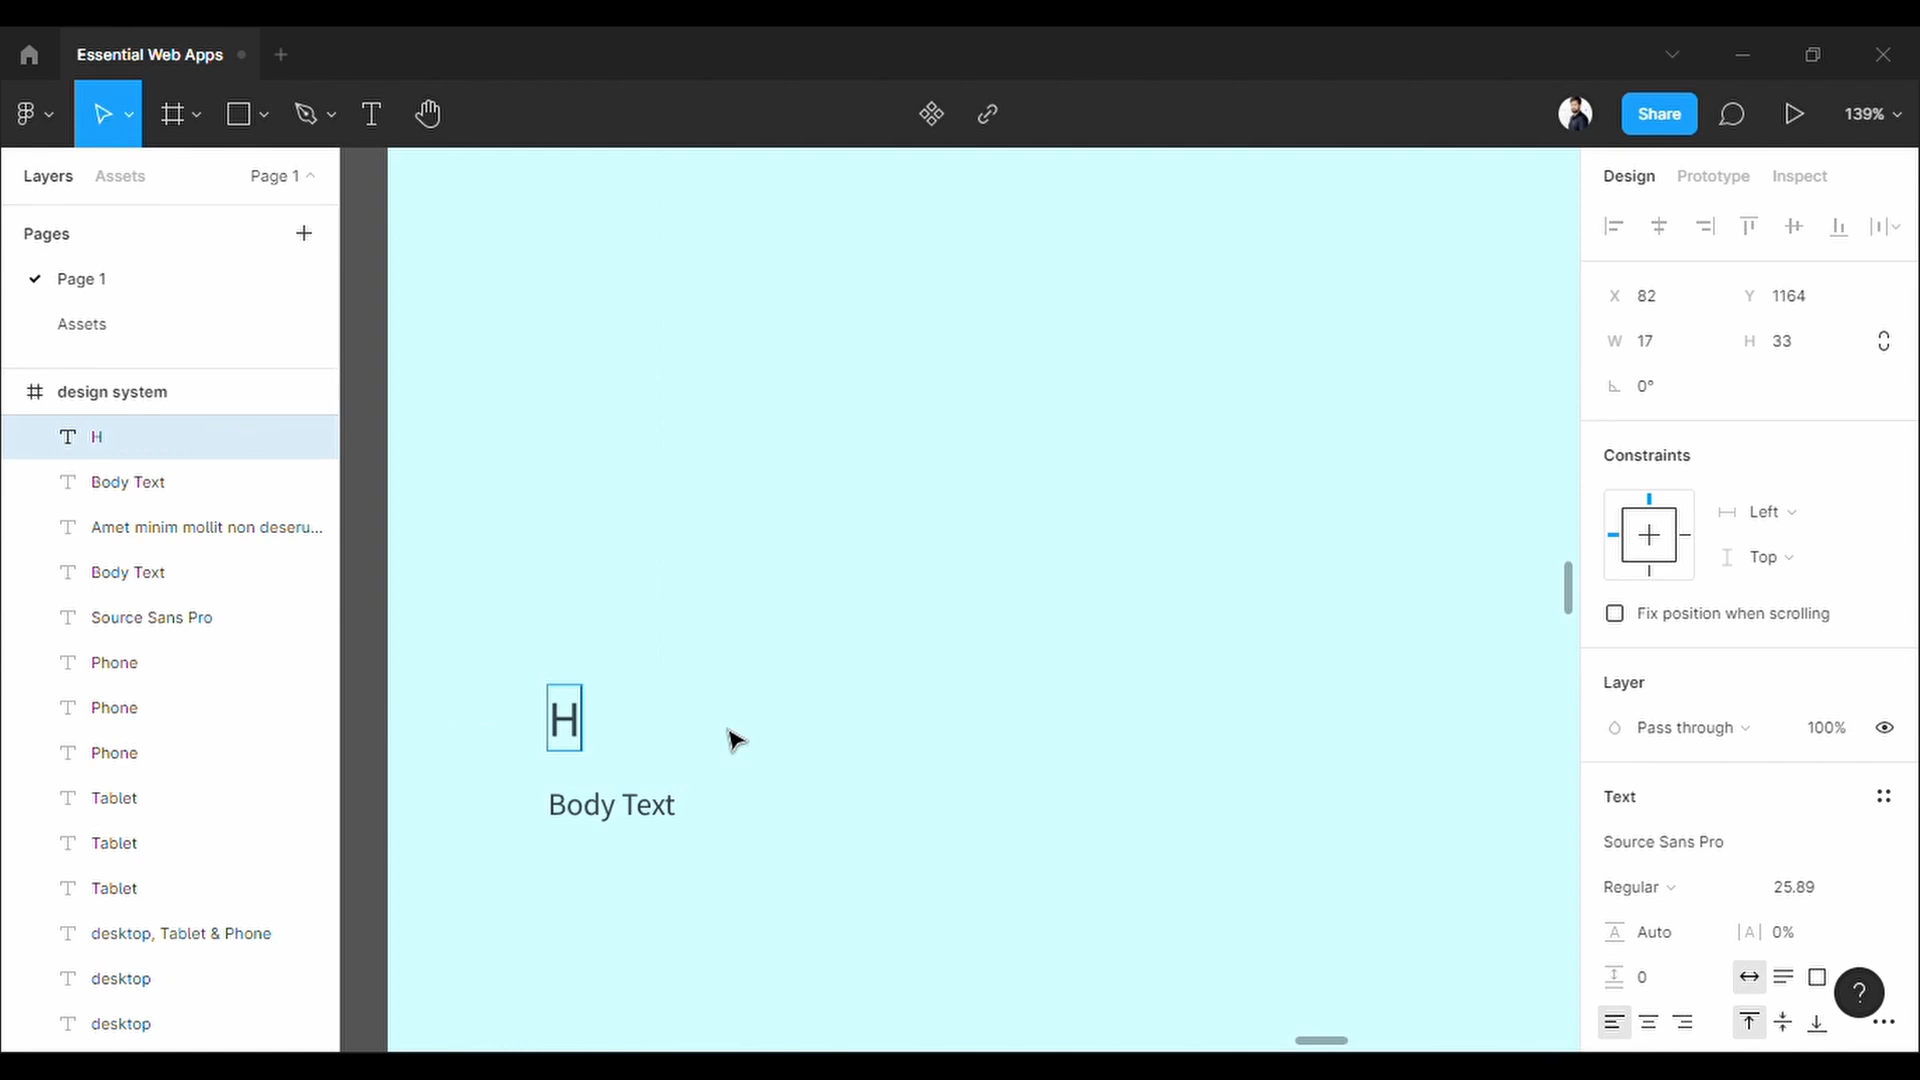 Essential Web Apps
Share
139%
Layers
Assets
Page 1
Pages
Page 1
Assets
design system
H
Body Text
Amet minim mollit non deseru...
Body Text
Source Sans Pro
Phone
Phone
Phone
Tablet
Tablet
Tablet
desktop, Tablet & Phone
desktop
desktop
H
Body Text
Design
Prototype
Inspect
X 82
Y 1164
W 17
H 33
0°
Constraints
Left
Top
Fix position when scrolling
Layer
Pass through
100%
Text
Source Sans Pro
Regular
25.89
Auto
0%
0
?